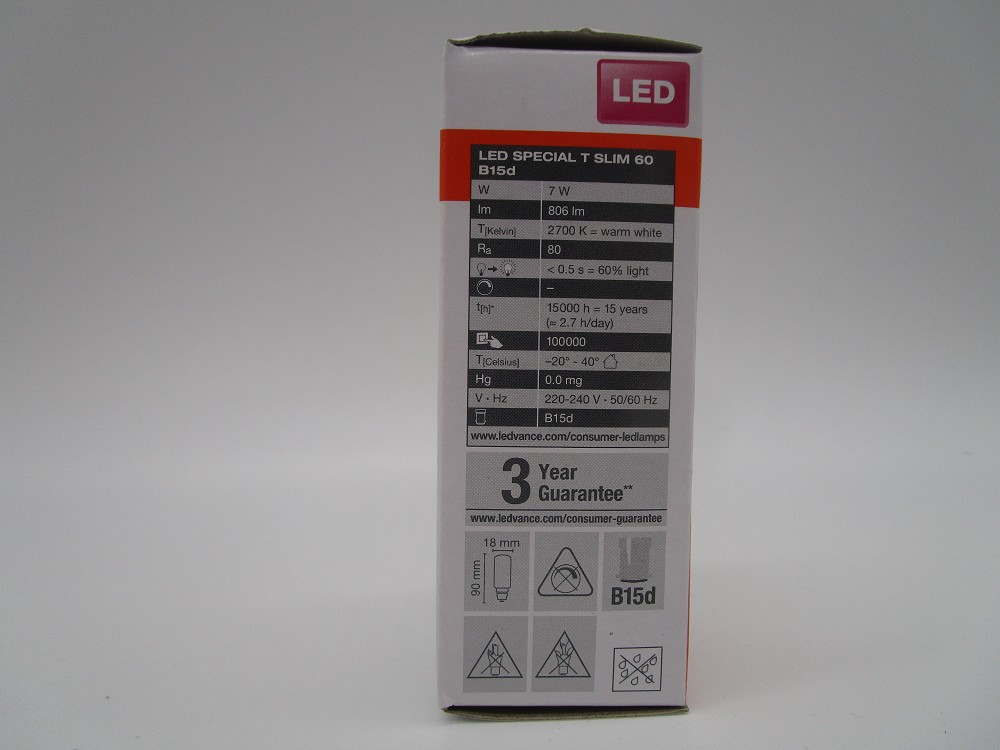 LED
LED SPECIAL T SLIM 60
B15d
W 7 W
lm 806 lm
T[Kelvin] 2700 K = warm white
Ra 80
< 0.5 s = 60% light
–
t[h]* 15000 h = 15 years
(≈ 2.7 h/day)
100000
T[Celsius] –20° - 40°
Hg 0.0 mg
V · Hz 220-240 V · 50/60 Hz
B15d
www.ledvance.com/consumer-ledlamps
3 Year
Guarantee**
www.ledvance.com/consumer-guarantee
18 mm
90 mm
B15d